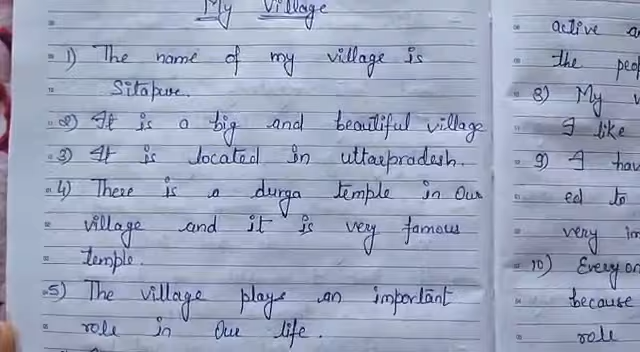 My Village
1) The name of my village is
Sitapure.
2) It is a big and beautiful village
3) It is located in uttarpradesh.
4) There is a durga temple in Our
village and it is very famous
temple.
5) The village plays an important
role in Our life.
active
the
8) My
I like
9) I
ed to
very
10) Every
because
role